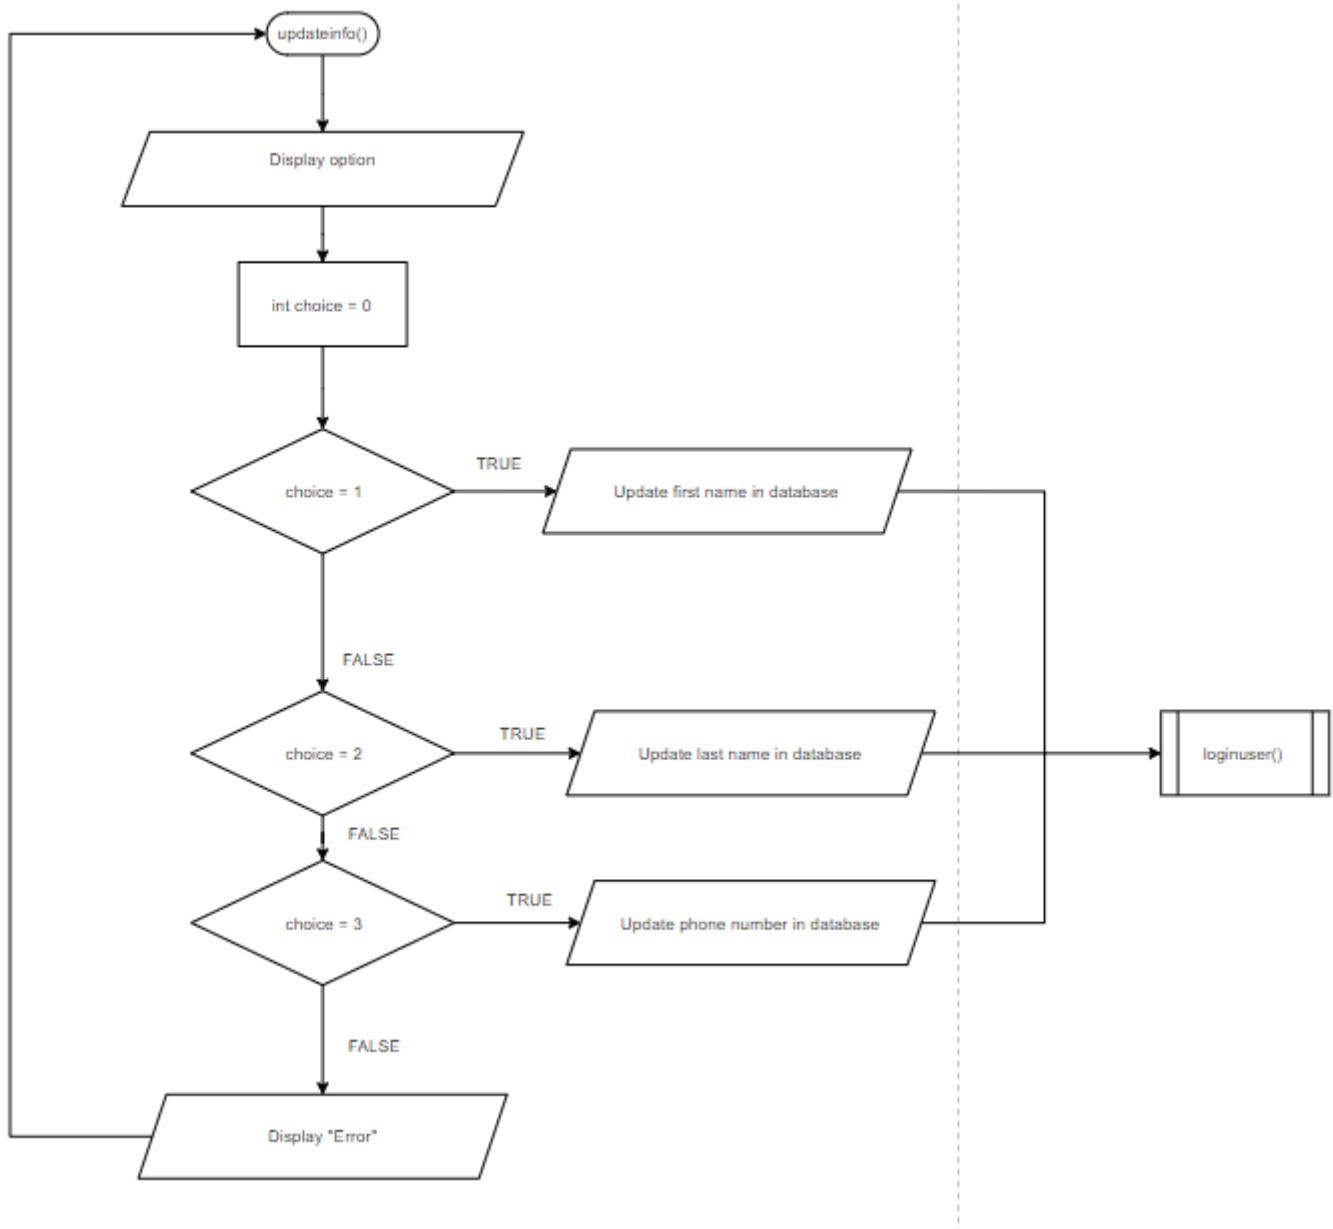 updateinfo()
Display option
int choice = 0
choice = 1
TRUE
Update first name in database
FALSE
choice = 2
TRUE
Update last name in database
loginuser()
FALSE
choice = 3
TRUE
Update phone number in database
FALSE
Display "Error"